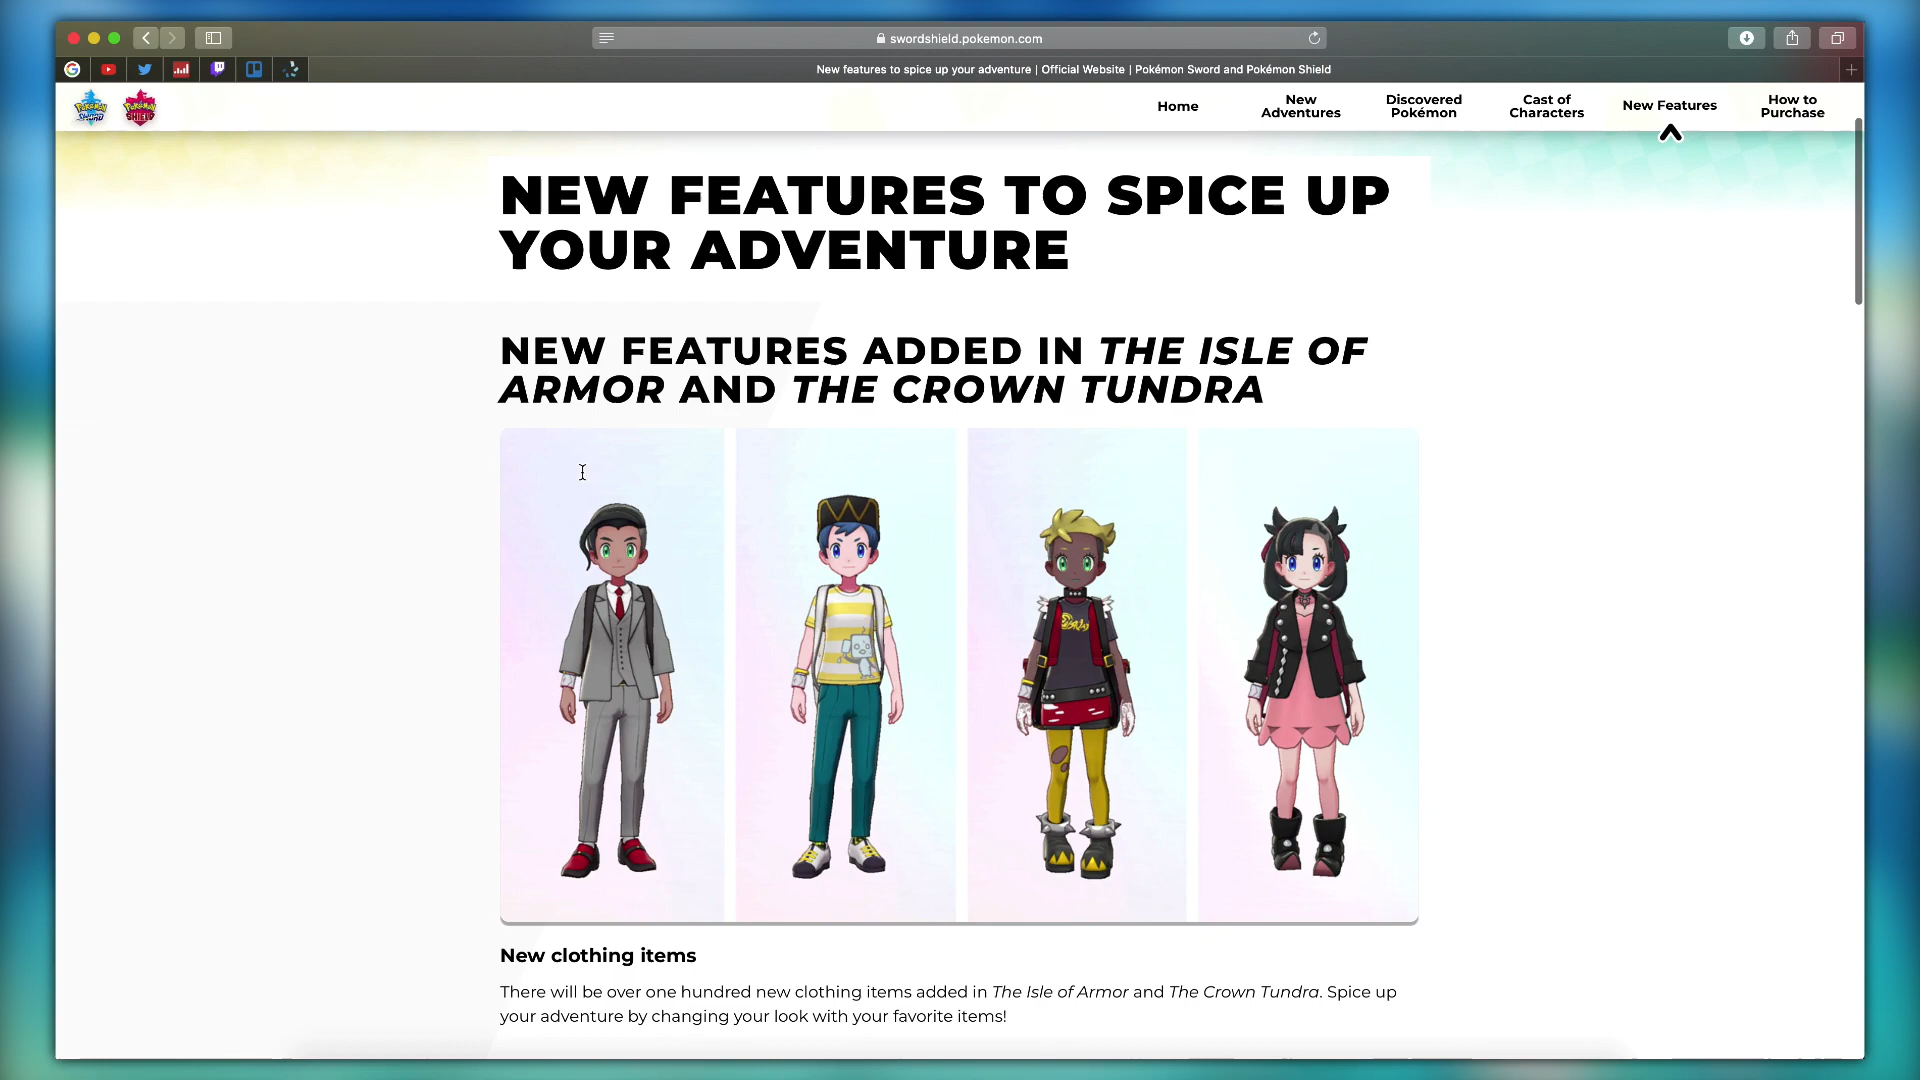 swordshield.pokemon.com
New features to spice up your adventure | Official Website | Pokémon Sword and Pokémon Shield
POKÉMON SWORD
POKÉMON SHIELD
Home
New Adventures
Discovered Pokémon
Cast of Characters
New Features
How to Purchase
NEW FEATURES TO SPICE UP
YOUR ADVENTURE
NEW FEATURES ADDED IN THE ISLE OF
ARMOR AND THE CROWN TUNDRA
New clothing items
There will be over one hundred new clothing items added in The Isle of Armor and The Crown Tundra. Spice up
your adventure by changing your look with your favorite items!